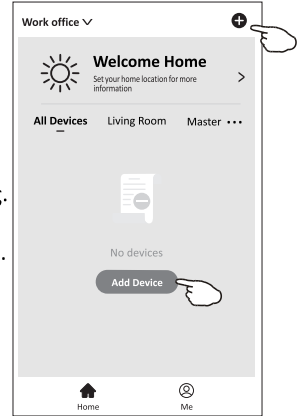 Work office
Welcome Home
Set your home location for more
information
All Devices Living Room Master
No devices
Add Device
Home Me